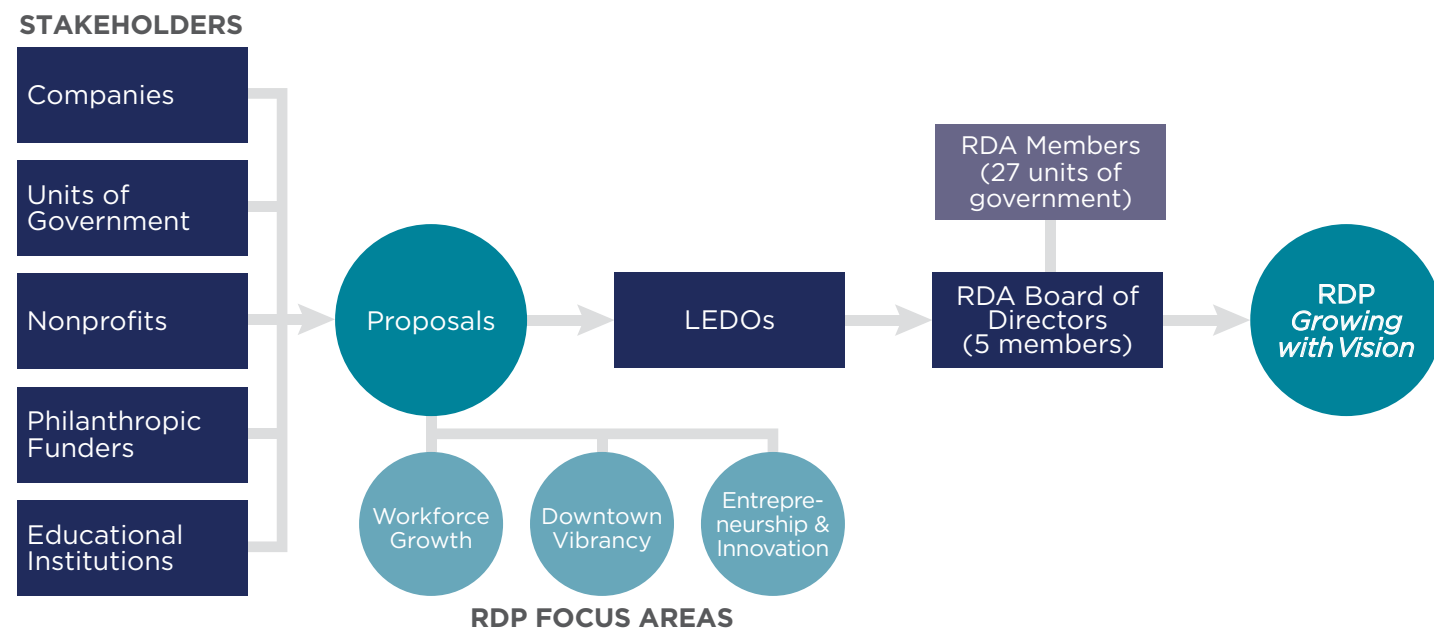 STAKEHOLDERS
Companies
Units of
Government
Nonprofits
Philanthropic
Funders
Educational
Institutions
Proposals
Workforce
Growth
Downtown
Vibrancy
Entrepre-
neurship &
Innovation
RDP FOCUS AREAS
LEDOs
RDA Members
(27 units of
government)
RDA Board of
Directors
(5 members)
RDP
Growing
with Vision